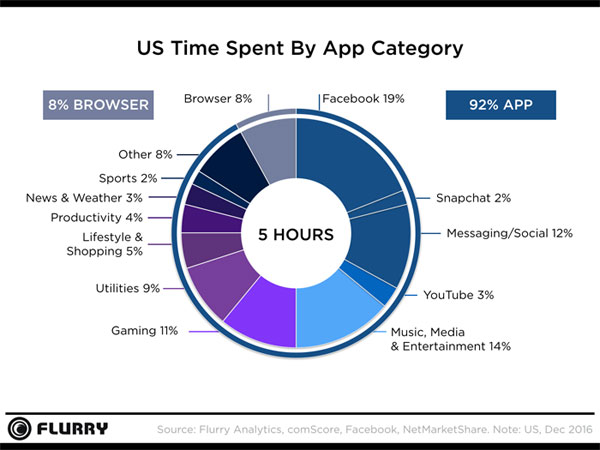 US Time Spent By App Category
8% BROWSER
Browser 8%
Facebook 19%
92% APP
Other 8%
Sports 2%
News & Weather 3%
Productivity 4%
Lifestyle &
Shopping 5%
Utilities 9%
Gaming 11%
5 HOURS
Snapchat 2%
Messaging/Social 12%
YouTube 3%
Music, Media
& Entertainment 14%
FLURRY
Source: Flurry Analytics, comScore, Facebook, NetMarketShare. Note: US, Dec 2016